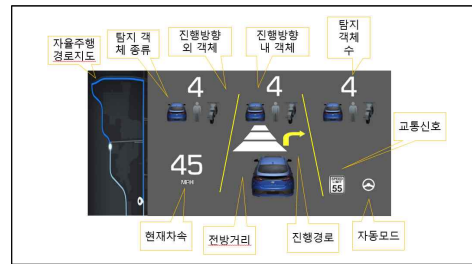 자율주행
경로지도
탐지 객
체 종류
진행방향
외 객체
진행방향
내 객체
탐지
객체
수
4
4
4
교통신호
45
MPH
SPEED
LIMIT
55
현재차속
전방거리
진행경로
자동모드